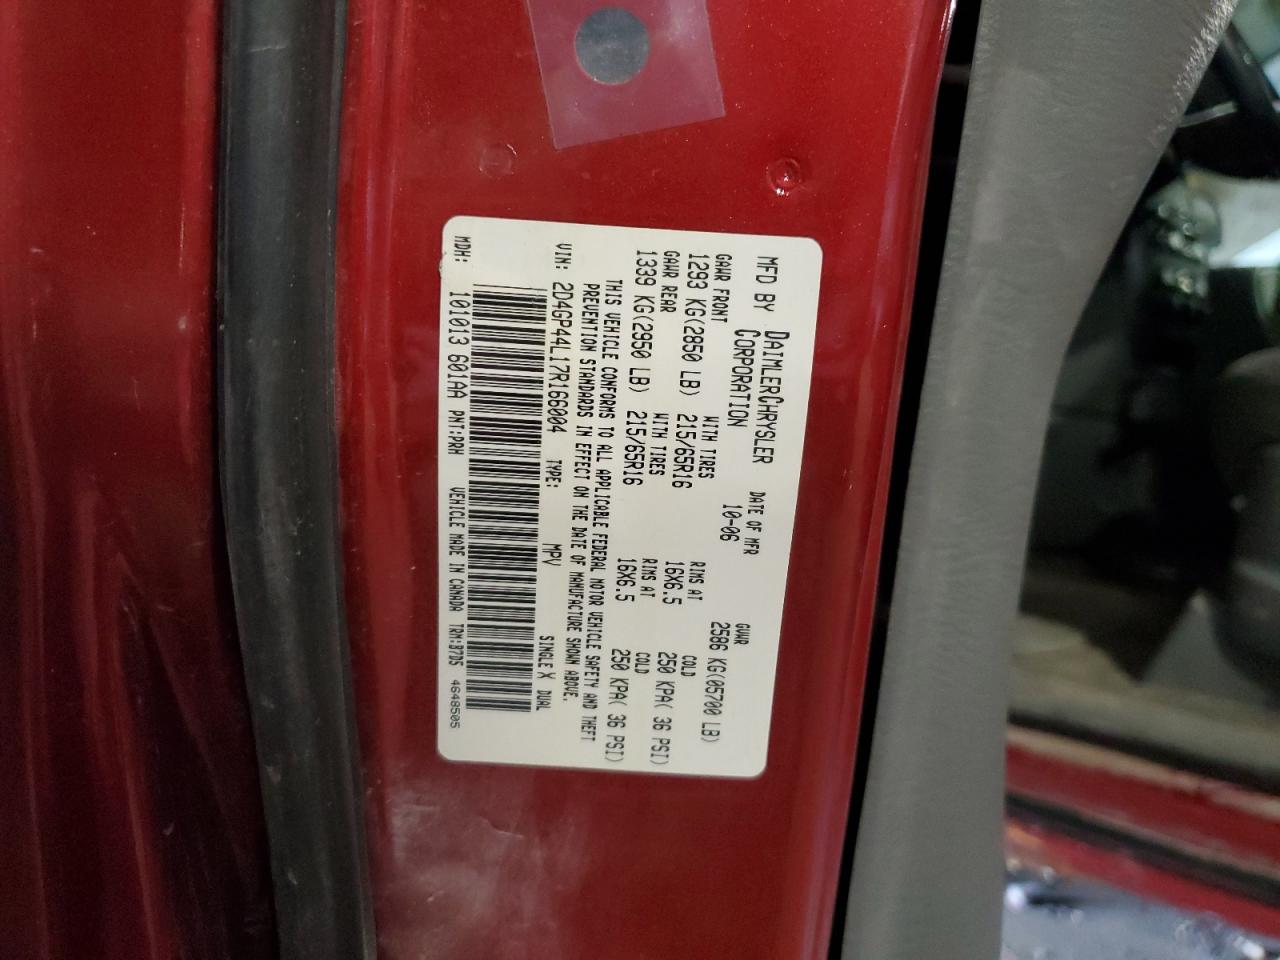 MFD BY DAIMLERCHRYSLER CORPORATION
DATE OF MFR 10-06
GVWR 2586 KG(05700 LB)
GAWR FRONT 1293 KG(2850 LB)
WITH TIRES 215/65R16
RIMS AT 16X6.5
COLD 250 KPA( 36 PSI)
GAWR REAR 1339 KG(2950 LB)
WITH TIRES 215/65R16
RIMS AT 16X6.5
COLD 250 KPA( 36 PSI)
THIS VEHICLE CONFORMS TO ALL APPLICABLE FEDERAL MOTOR VEHICLE SAFETY AND THEFT
PREVENTION STANDARDS IN EFFECT ON THE DATE OF MANUFACTURE SHOWN ABOVE.
VIN: 2D4GP44L17R166004 TYPE: MPV SINGLE X DUAL
MDH: 101013 601AA PNT:PRH VEHICLE MADE IN CANADA TRM:B7D5 4648505